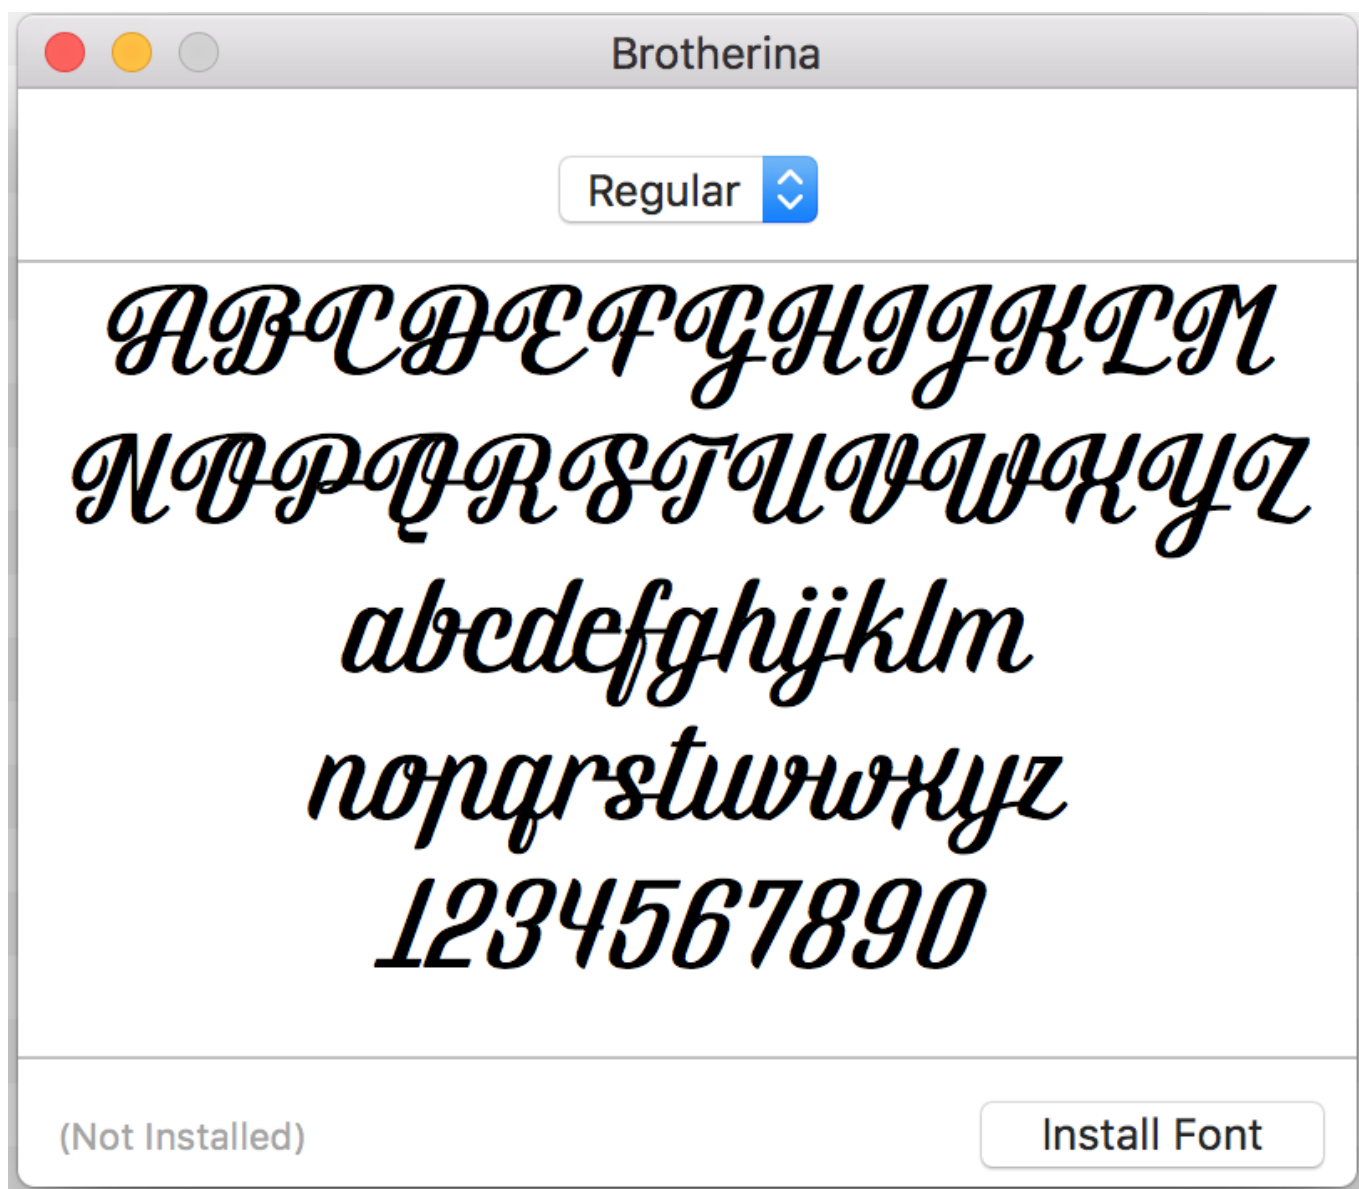 Brotherina
Regular
ABCDEFGHIJKLM
NOPQRSTUVWXYZ
abcdefghijklm
nopqrstuvwxyz
1234567890
(Not Installed)
Install Font